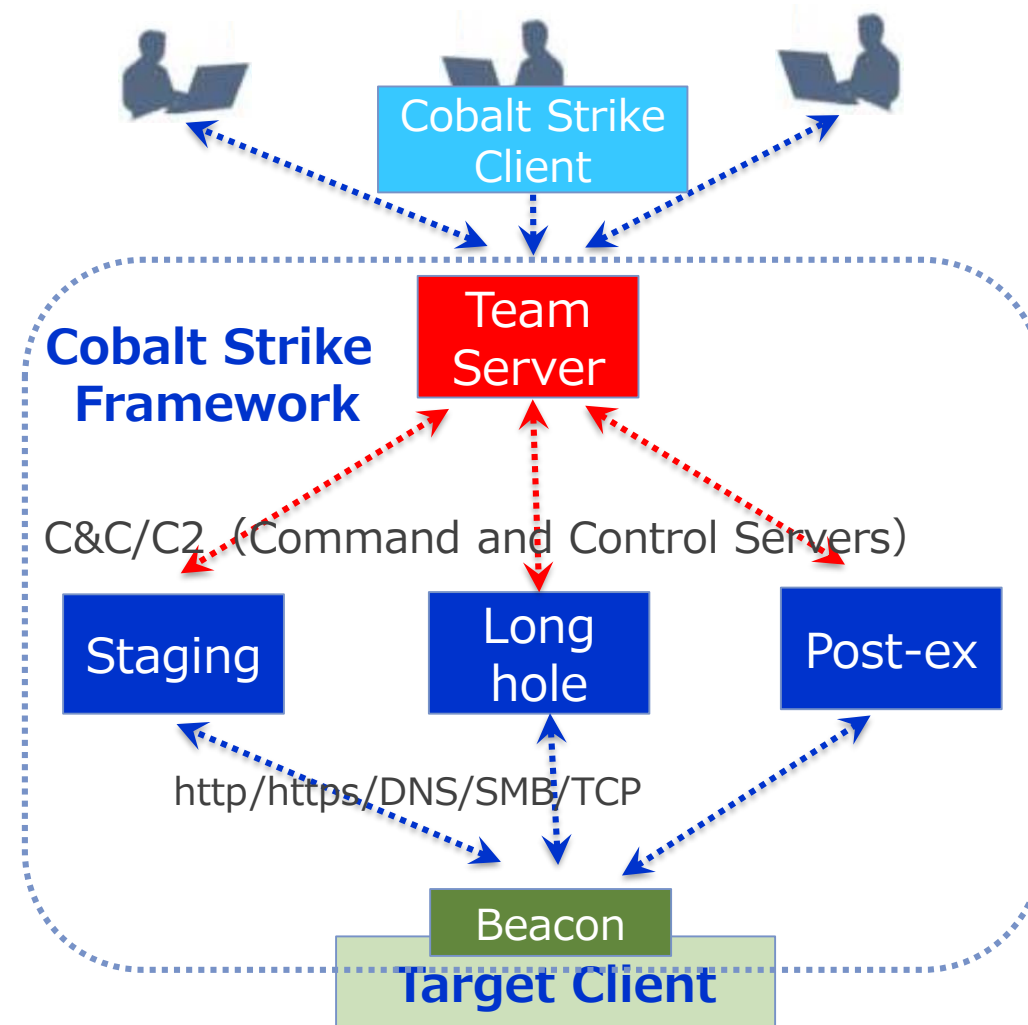 Cobalt Strike
Client
Team
Server
Cobalt Strike
Framework
C&C/C2（Command and Control Servers）
Staging
Long
hole
Post-ex
http/https/DNS/SMB/TCP
Beacon
Target Client